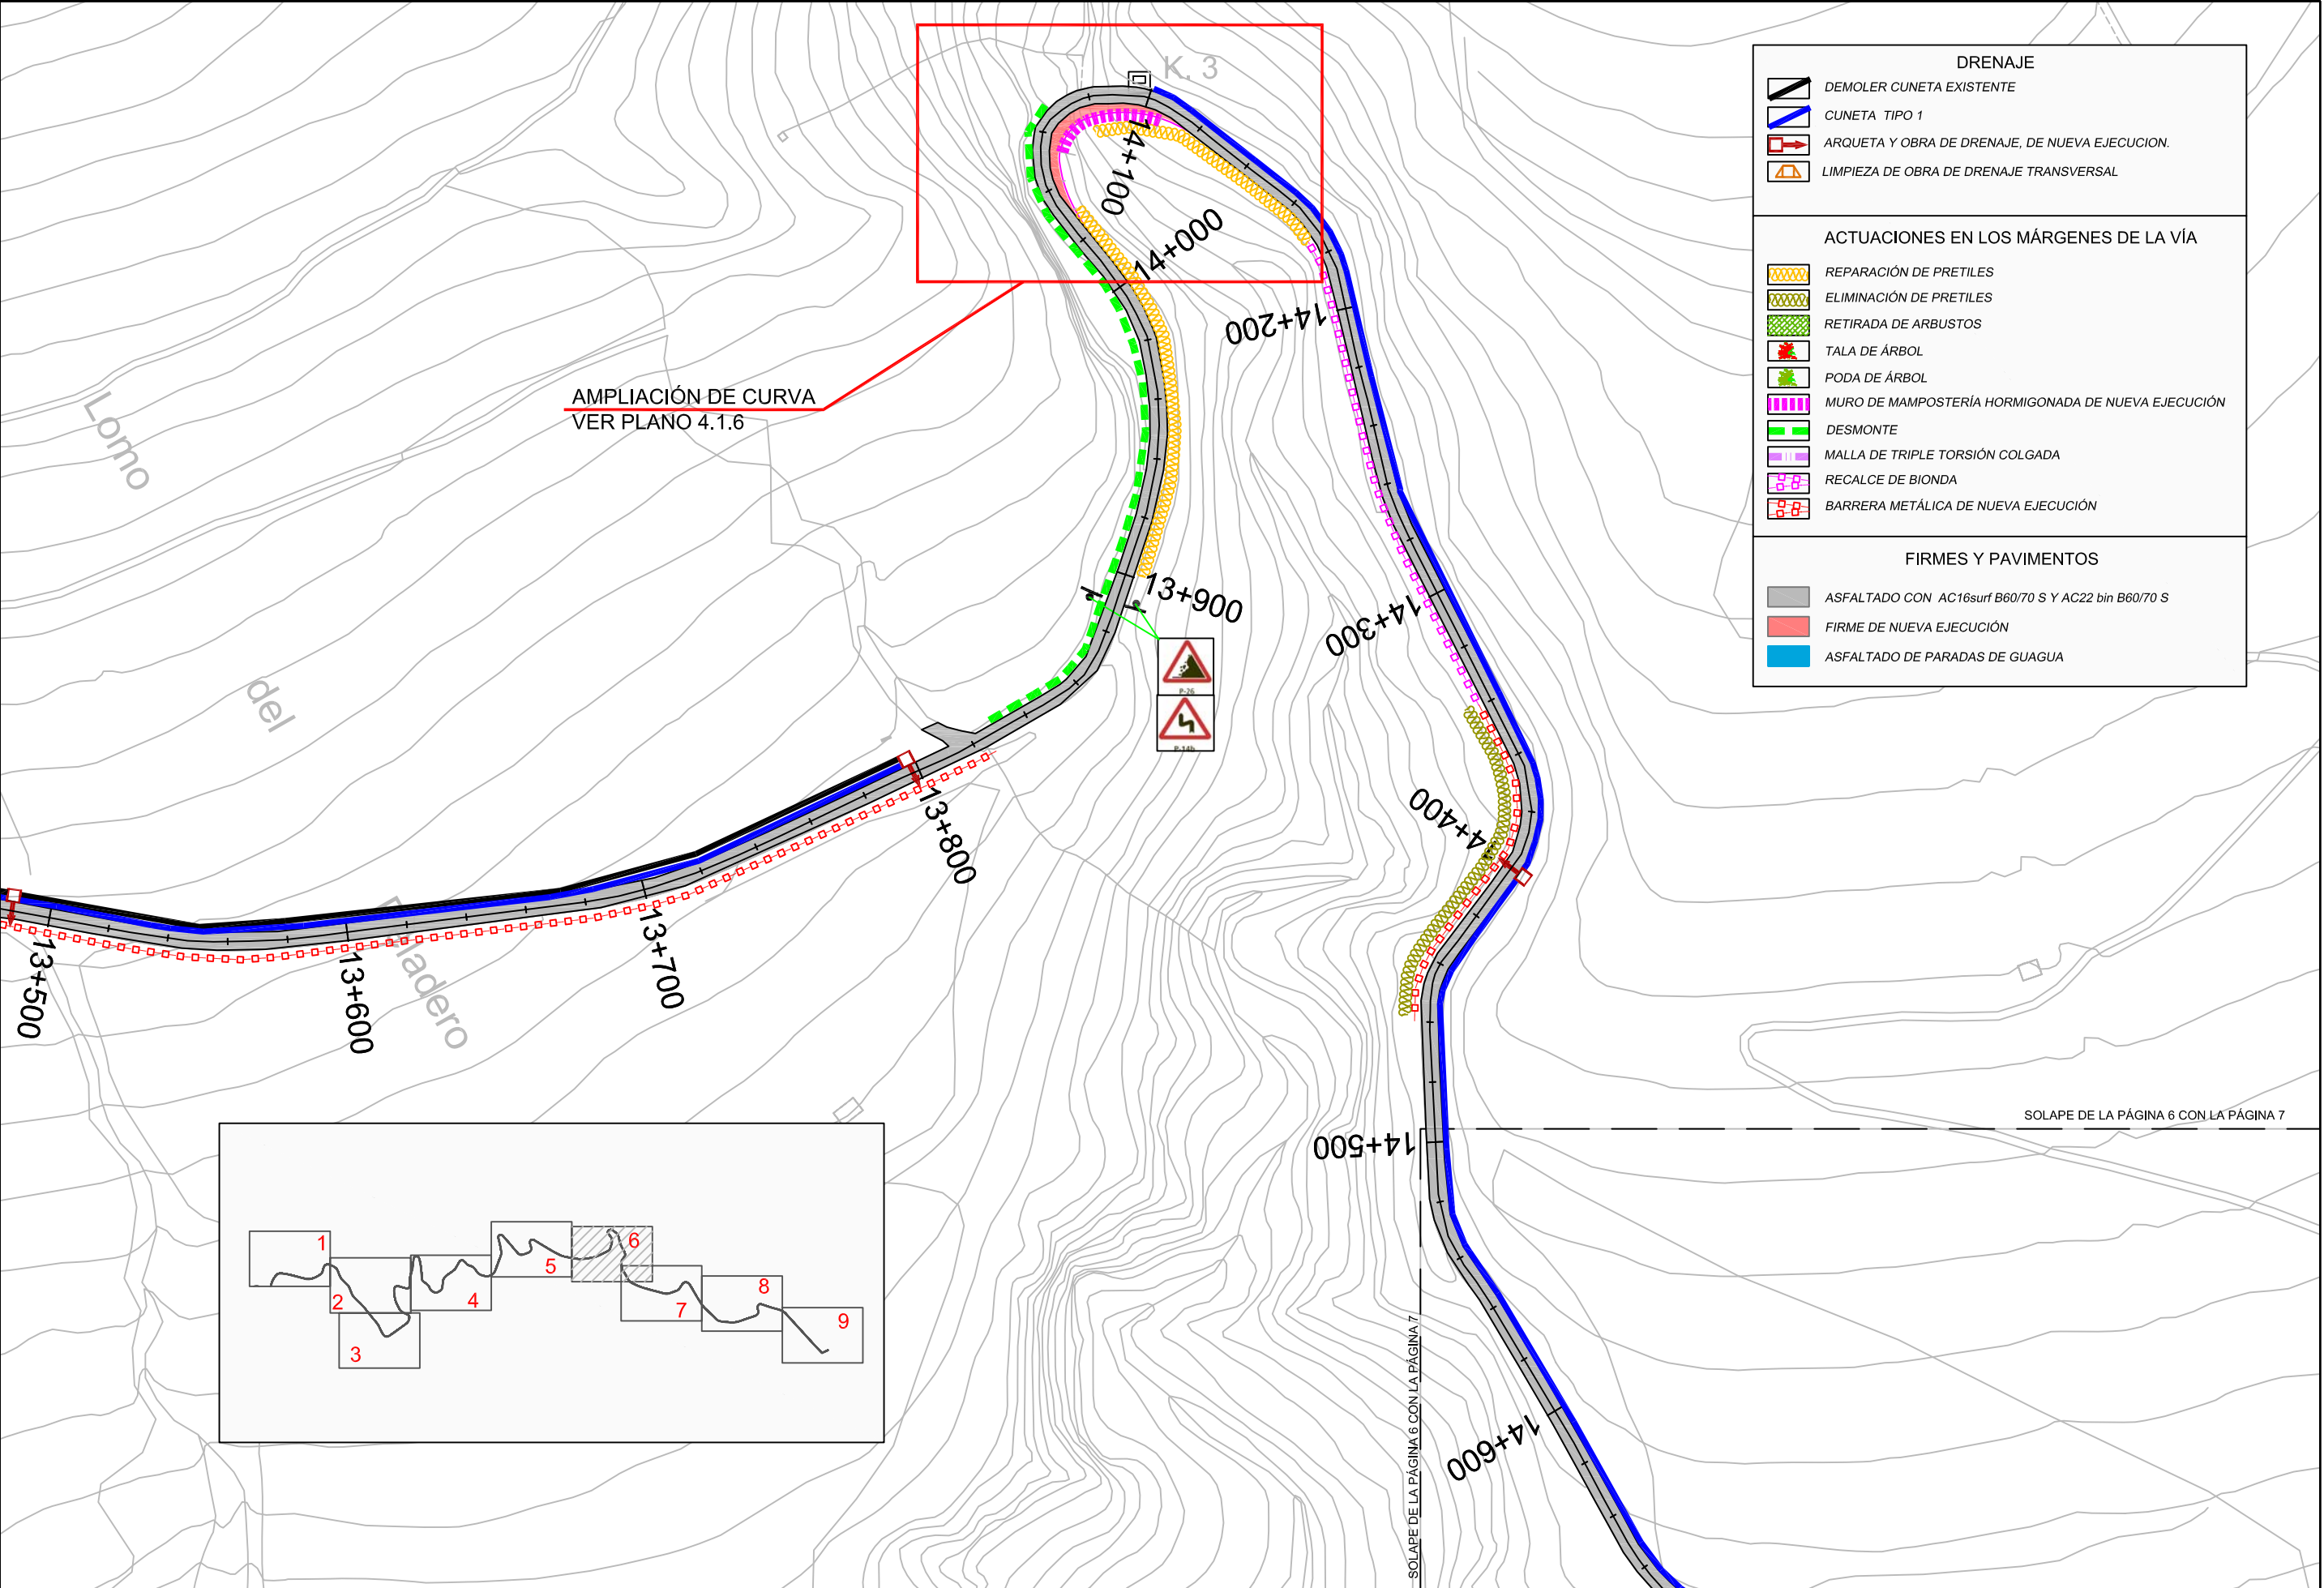 K. 3
14+100
14+000
14+200
AMPLIACIÓN DE CURVA
VER PLANO 4.1.6
Lomo
del
13+900
P-26
P-14b
14+300
13+800
4+400
13+700
13+600
13+500
14+500
14+600
DRENAJE
DEMOLER CUNETA EXISTENTE
CUNETA TIPO 1
ARQUETA Y OBRA DE DRENAJE, DE NUEVA EJECUCION.
LIMPIEZA DE OBRA DE DRENAJE TRANSVERSAL
ACTUACIONES EN LOS MÁRGENES DE LA VÍA
REPARACIÓN DE PRETILES
ELIMINACIÓN DE PRETILES
RETIRADA DE ARBUSTOS
TALA DE ÁRBOL
PODA DE ÁRBOL
MURO DE MAMPOSTERÍA HORMIGONADA DE NUEVA EJECUCIÓN
DESMONTE
MALLA DE TRIPLE TORSIÓN COLGADA
RECALCE DE BIONDA
BARRERA METÁLICA DE NUEVA EJECUCIÓN
FIRMES Y PAVIMENTOS
ASFALTADO CON AC16surf B60/70 S Y AC22 bin B60/70 S
FIRME DE NUEVA EJECUCIÓN
ASFALTADO DE PARADAS DE GUAGUA
SOLAPE DE LA PÁGINA 6 CON LA PÁGINA 7
SOLAPE DE LA PÁGINA 6 CON LA PÁGINA 7
1
2
3
4
5
6
7
8
9